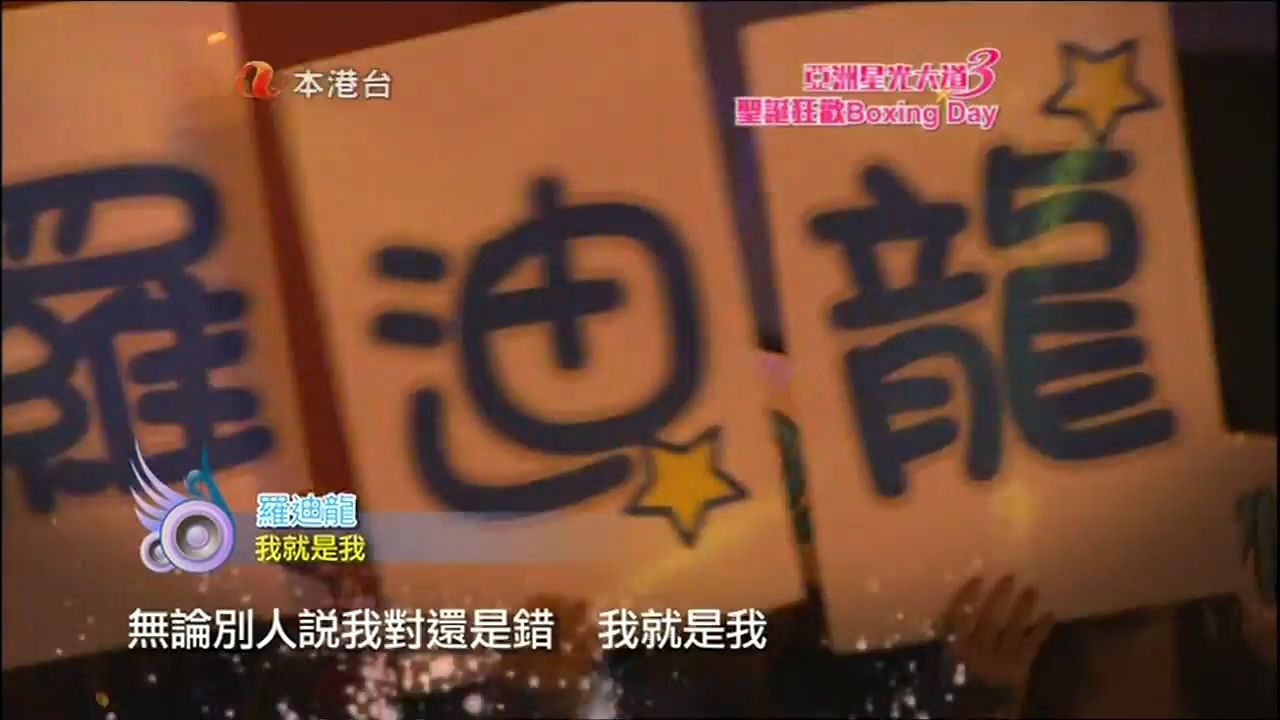 本港台
亞洲星光大道3
聖誕狂歡Boxing Day
羅迪龍
羅迪龍
我就是我
無論別人説我對還是錯 我就是我